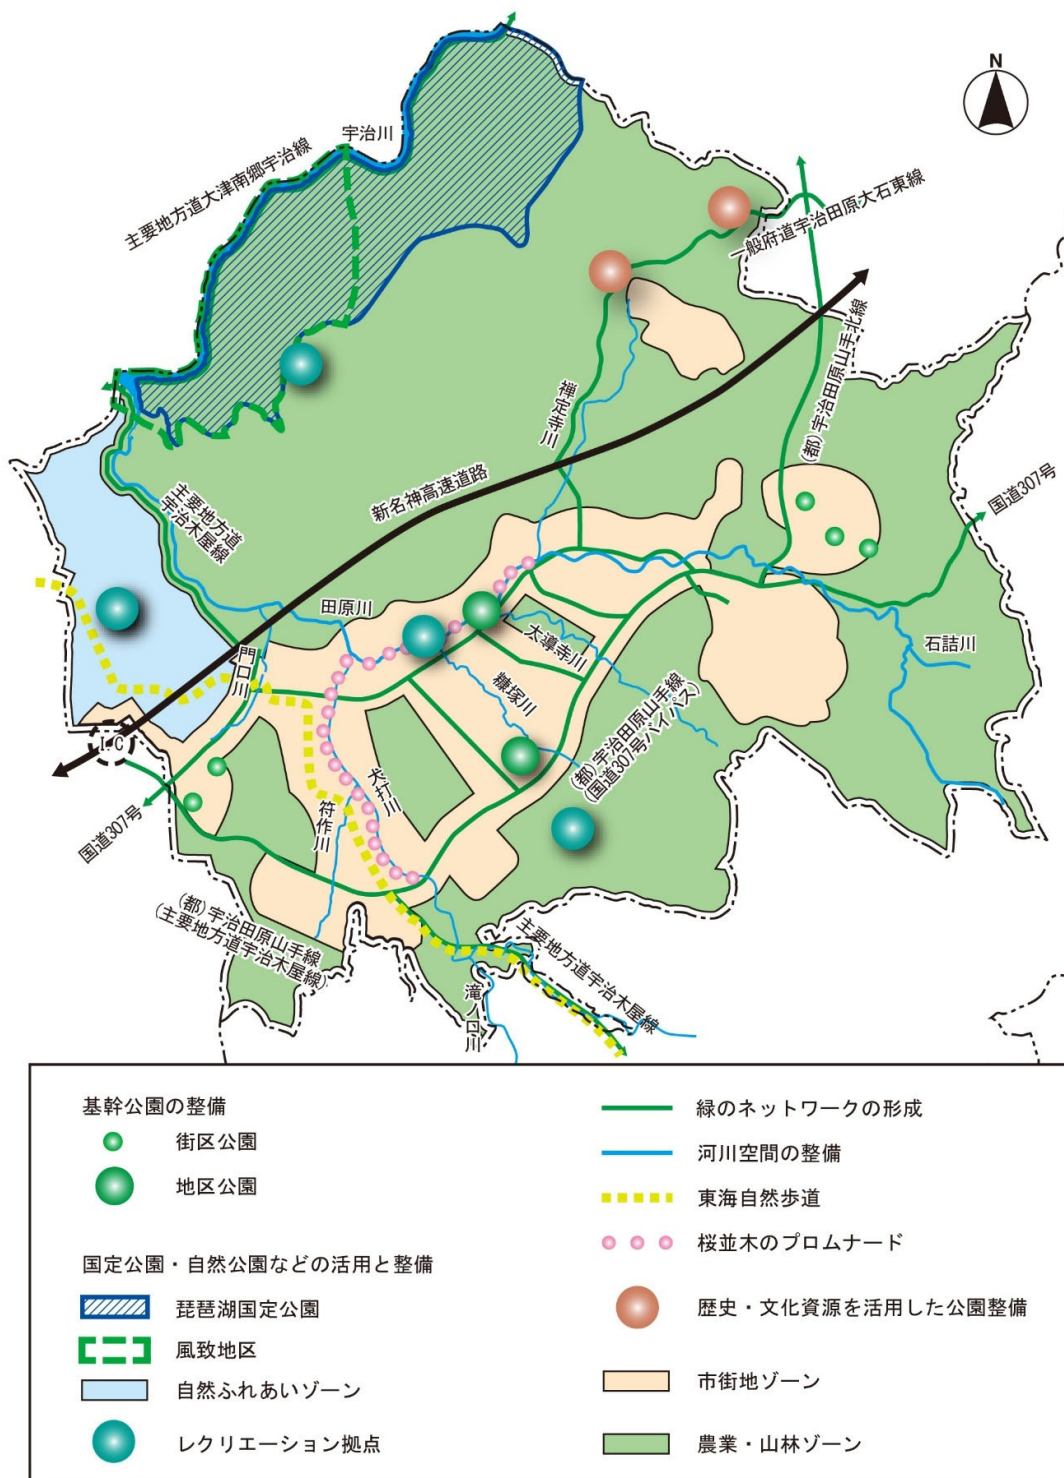 N
宇治川
主要地方道大津南郷宇治線
一般府道宇治田原大石東線
(都)宇治田原山手北線
禅定寺川
新名神高速道路
国道307号
主要地方道
宇治木屋線
田原川
門口川
大導寺川
糠塚川
石詰川
(都)宇治田原山手線
(国道307号バイパス)
IC
犬打川
符作川
国道307号
(都)宇治田原山手線
(主要地方道宇治木屋線)
主要地方道宇治木屋線
滝ノ口川
基幹公園の整備
街区公園
地区公園
国定公園・自然公園などの活用と整備
琵琶湖国定公園
風致地区
自然ふれあいゾーン
レクリエーション拠点
緑のネットワークの形成
河川空間の整備
東海自然歩道
桜並木のプロムナード
歴史・文化資源を活用した公園整備
市街地ゾーン
農業・山林ゾーン